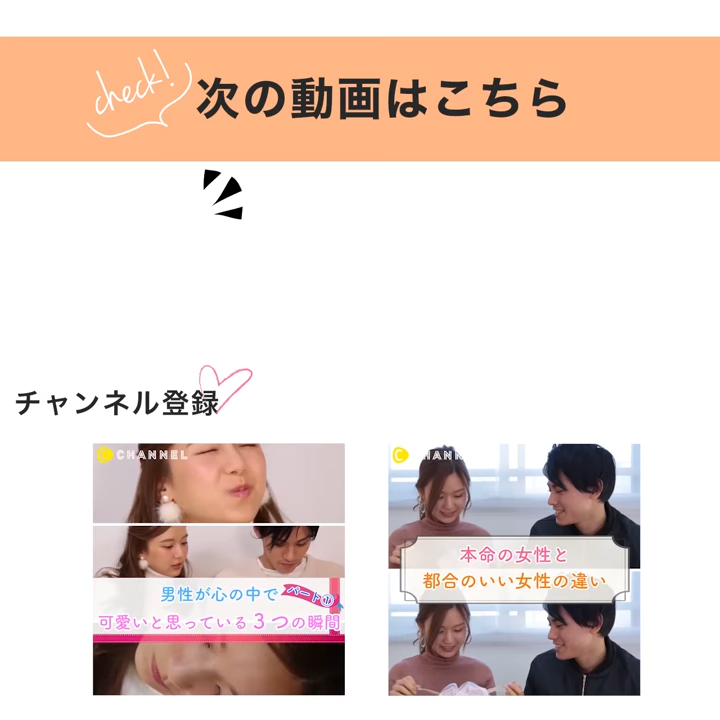 check!
次の動画はこちら
チャンネル登録
C CHANNEL
男性が心の中で
パート①
可愛いと思っている3つの瞬間
C HANN
本命の女性と
都合のいい女性の違い